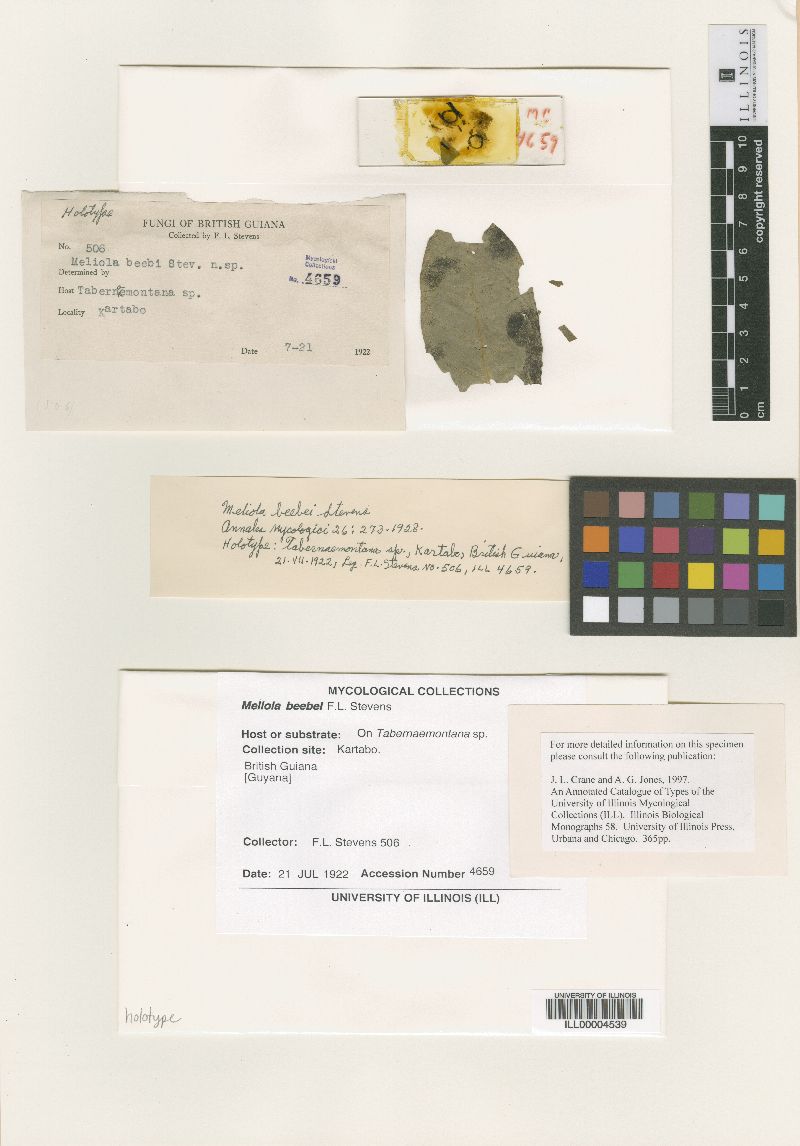 ILLINOIS
copyright reserved
10
9
8
7
6
5
4
3
2
1
0
cm
4659
Holotype
FUNGI OF BRITISH GUIANA
Collected by F. L. Stevens
No. 506
Meliola beebi Stev. n.sp.
Determined by
Mycological
Collections
No. 4659
Host Tabernaemontana sp.
Locality Kartabo
Date 7-21 1922
(506)
Meliola beebei Stevens
Annales Mycologici 26: 273. 1928.
Holotype: Tabernaemontana sp., Kartabo, British Guiana,
21.VII.1922, Leg. F.L. Stevens No. 506, ILL 4659.
MYCOLOGICAL COLLECTIONS
Meliola beebei F.L. Stevens
Host or substrate: On Tabernaemontana sp.
Collection site: Kartabo.
British Guiana
[Guyana]
Collector: F.L. Stevens 506 .
Date: 21 JUL 1922 Accession Number 4659
UNIVERSITY OF ILLINOIS (ILL)
For more detailed information on this specimen
please consult the following publication:
J. L. Crane and A. G. Jones, 1997.
An Annotated Catalogue of Types of the
University of Illinois Mycological
Collections (ILL). Illinois Biological
Monographs 58. University of Illinois Press,
Urbana and Chicago. 365pp.
holotype
UNIVERSITY OF ILLINOIS
ILL00004539